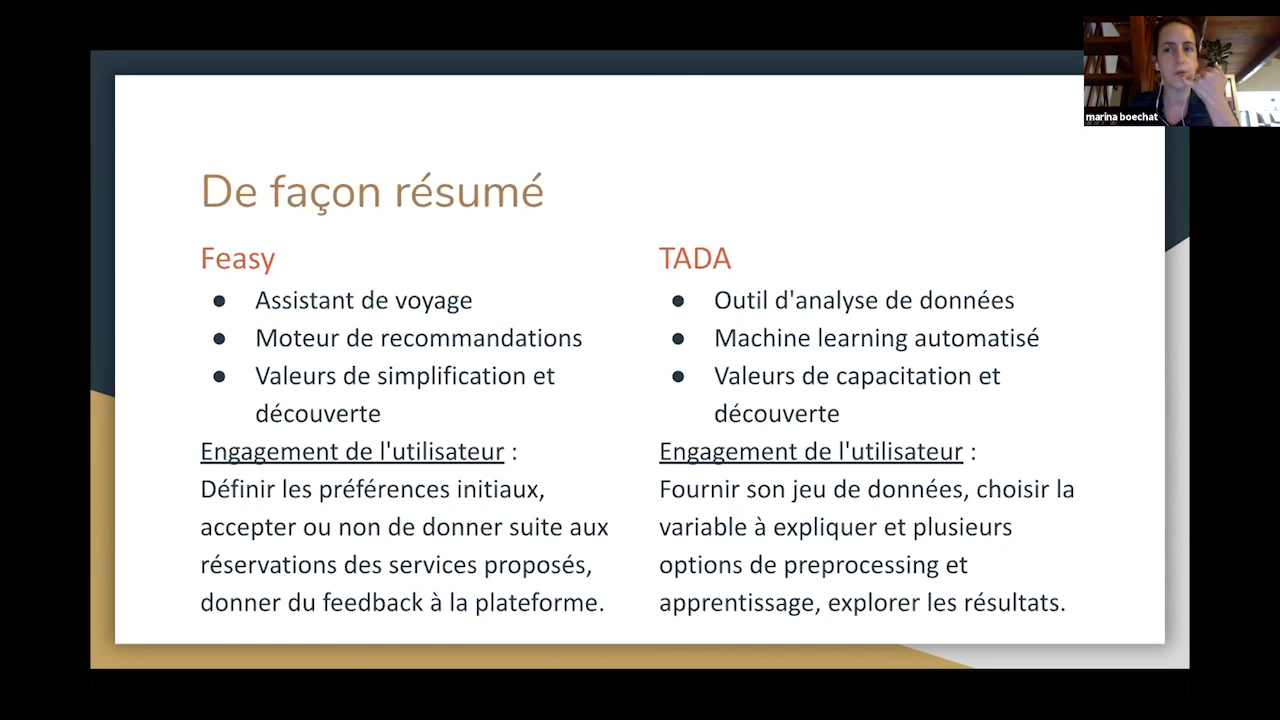 marina boechat
De façon résumé
Feasy
● Assistant de voyage
● Moteur de recommandations
● Valeurs de simplification et
découverte
Engagement de l'utilisateur :
Définir les préférences initiaux,
accepter ou non de donner suite aux
réservations des services proposés,
donner du feedback à la plateforme.
TADA
● Outil d'analyse de données
● Machine learning automatisé
● Valeurs de capacitation et
découverte
Engagement de l'utilisateur :
Fournir son jeu de données, choisir la
variable à expliquer et plusieurs
options de preprocessing et
apprentissage, explorer les résultats.